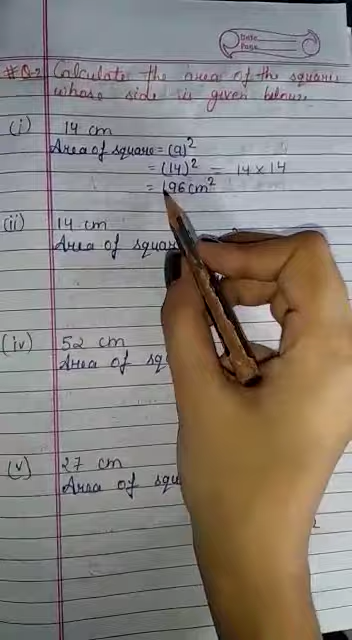 Date
Page
#Q.2 Calculate the area of the square
whose side is given below:
(i) 14 cm
Area of square = (a)²
= (14)² = 14 × 14
= 196 cm²
(ii) 14 cm
Area of squar
(iv) 52 cm
Area of sq
(v) 27 cm
Area of squ
2